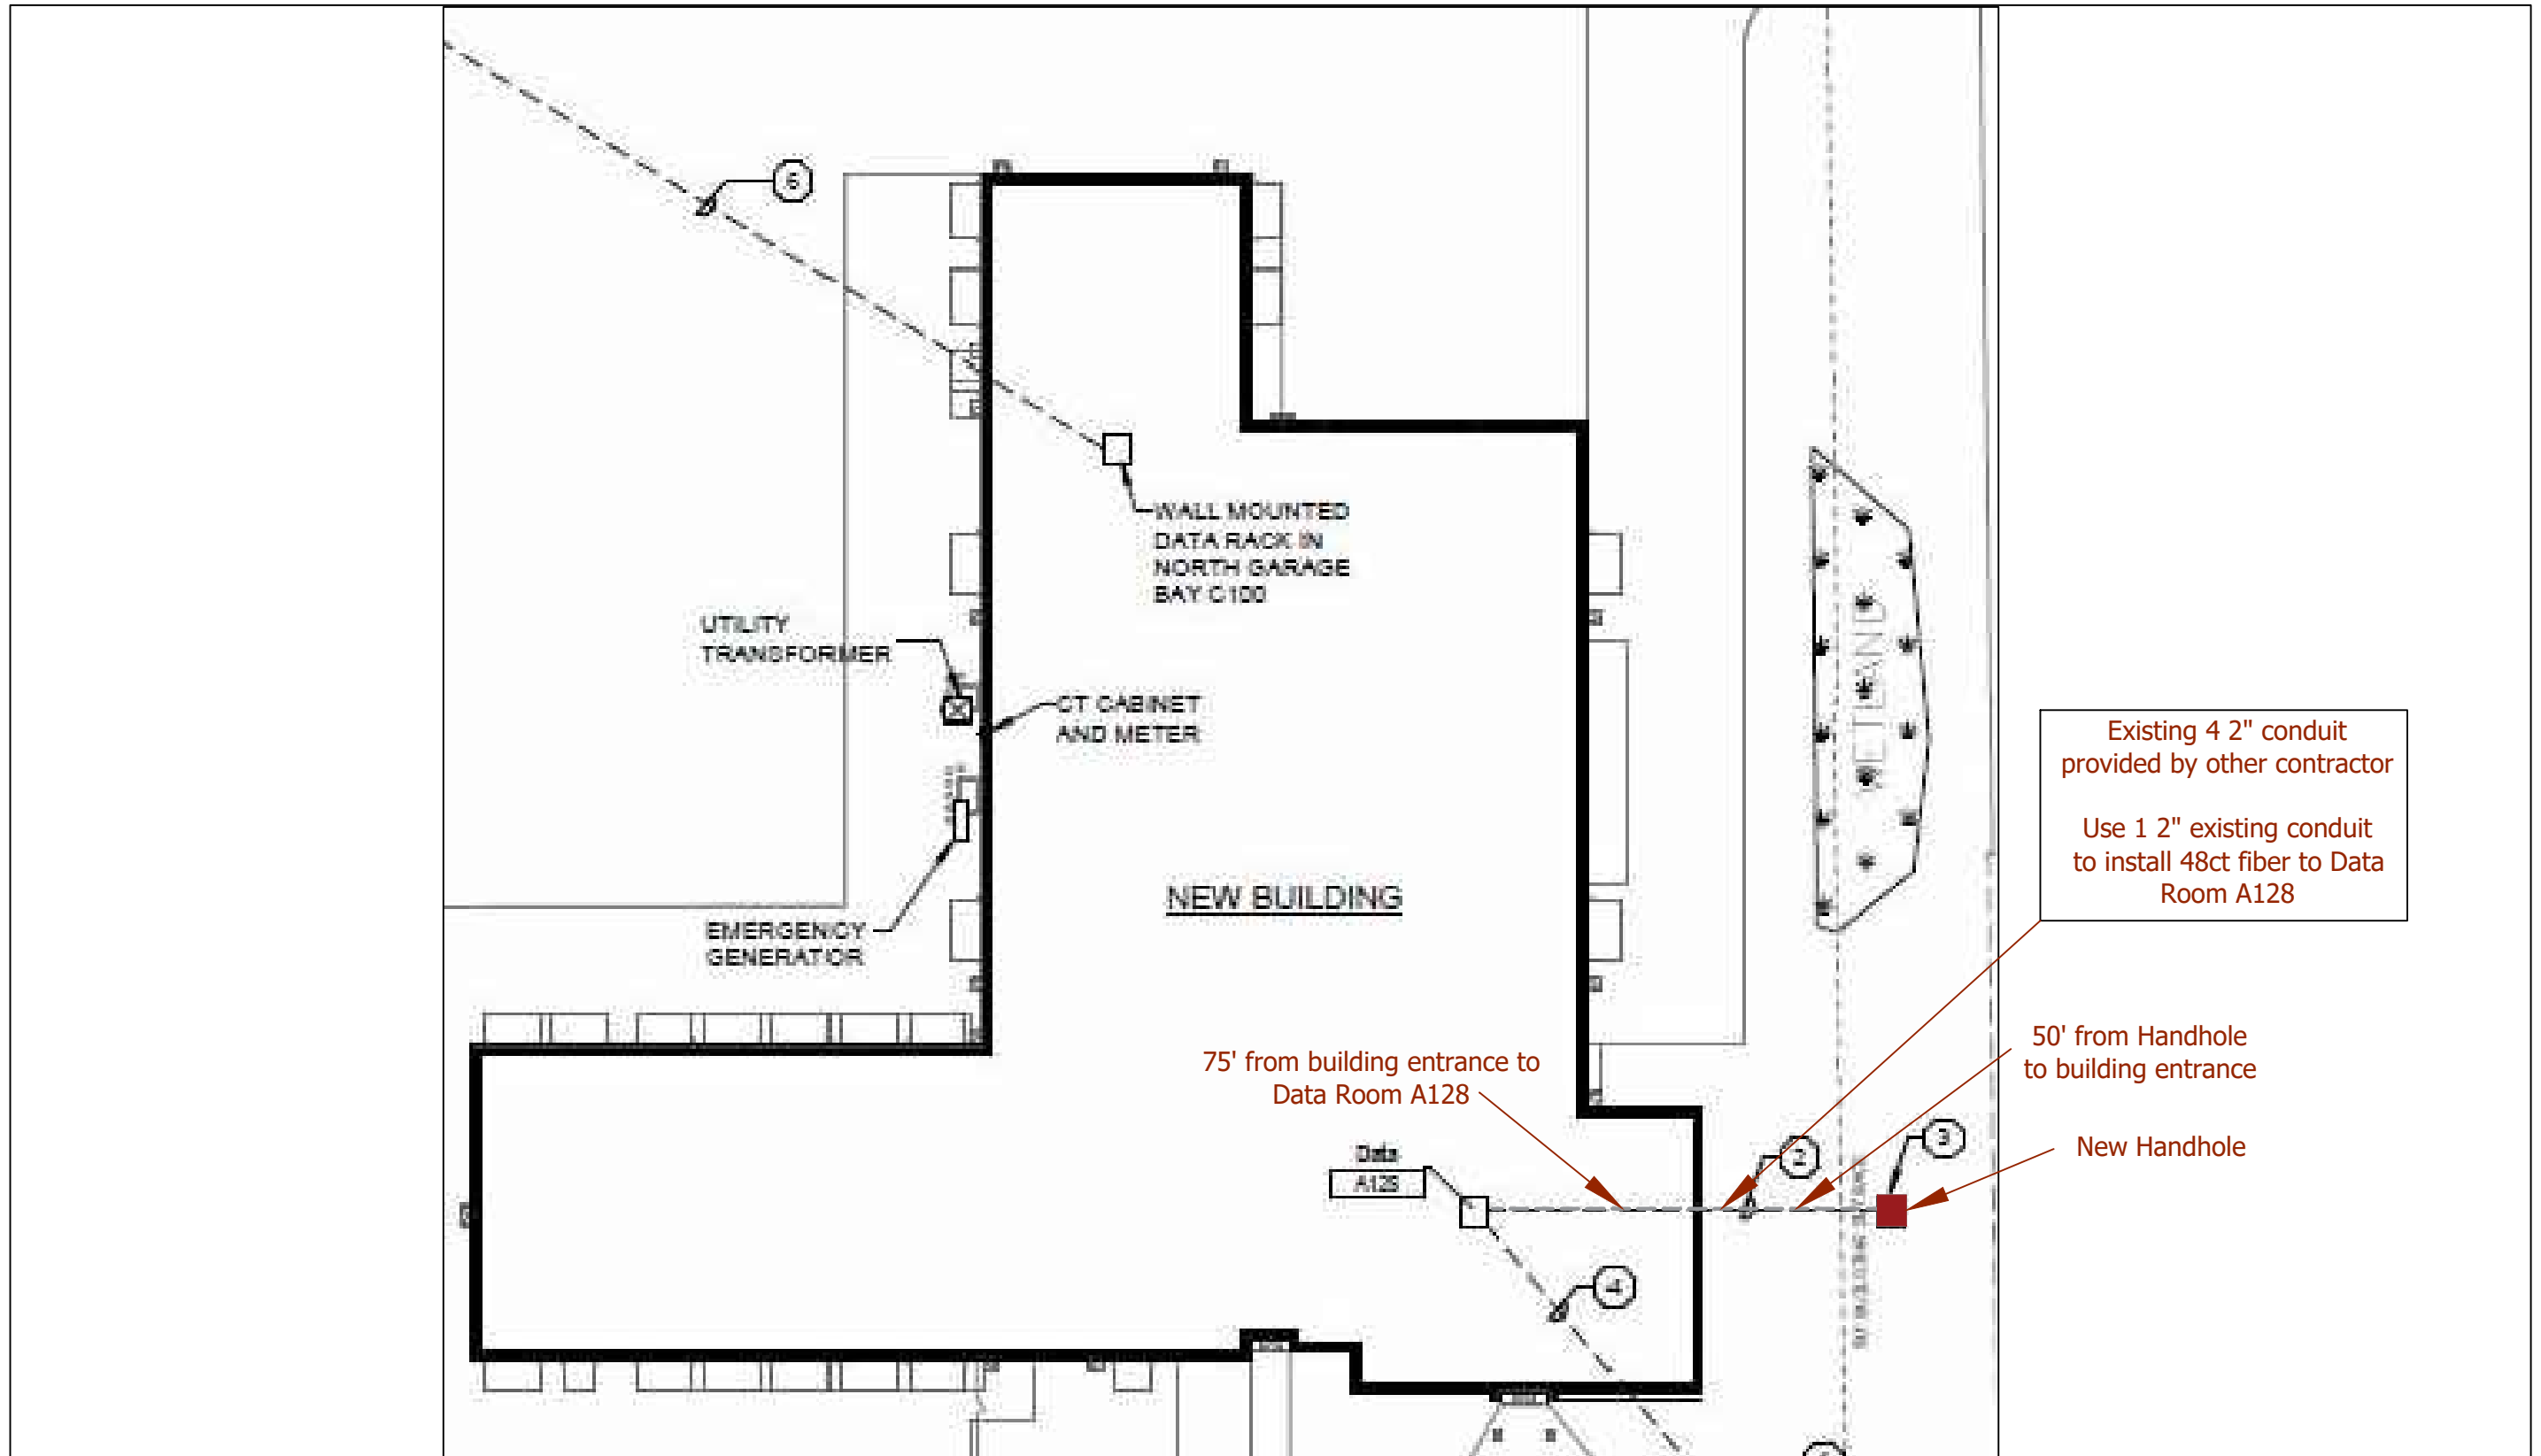 6
WALL MOUNTED
DATA RACK IN
NORTH GARAGE
BAY C100
UTILITY
TRANSFORMER
CT CABINET
AND METER
WETLAND
Existing 4 2" conduit
provided by other contractor
Use 1 2" existing conduit
to install 48ct fiber to Data
Room A128
NEW BUILDING
EMERGENCY
GENERATOR
75' from building entrance to
Data Room A128
50' from Handhole
to building entrance
New Handhole
2
3
Data
A128
4